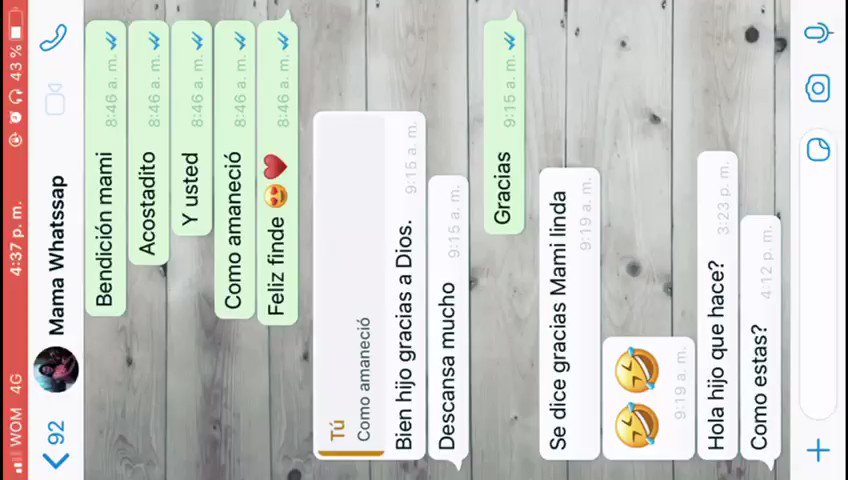 WOM 4G 4:37 p. m. 43 %
92 Mama Whatssap
Bendición mami 8:46 a. m.
Acostadito 8:46 a. m.
Y usted 8:46 a. m.
Como amaneció 8:46 a. m.
Feliz finde 😍❤️ 8:46 a. m.
Tú
Como amaneció
Bien hijo gracias a Dios. 9:15 a. m.
Descansa mucho 9:15 a. m.
Gracias 9:15 a. m.
Se dice gracias Mami linda 9:19 a. m.
🤣🤣 9:19 a. m.
Hola hijo que hace? 3:23 p. m.
Como estas? 4:12 p. m.